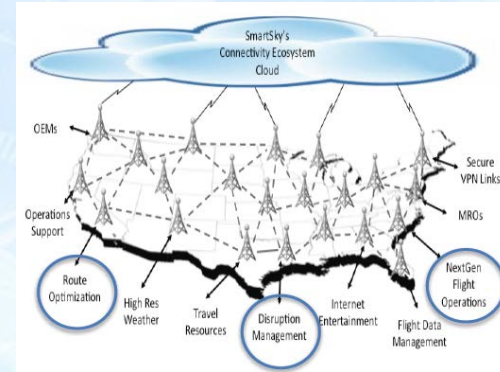 SmartSky's
Connectivity Ecosystem
Cloud
OEMs
Secure
VPN Links
Operations
Support
MROs
Route
Optimization
High Res
Weather
Travel
Resources
Disruption
Management
Internet
Entertainment
Flight Data
Management
NextGen
Flight
Operations